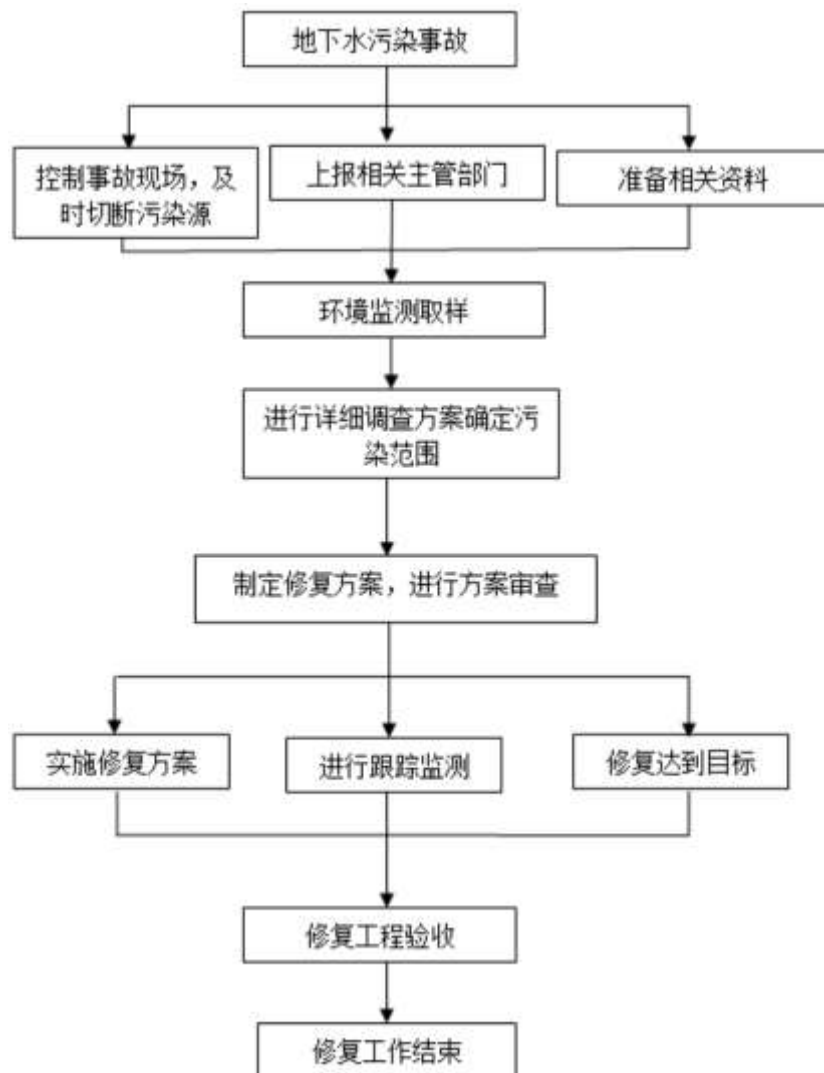 地下水污染事故
控制事故现场，及
时切断污染源
上报相关主管部门
准备相关资料
环境监测取样
进行详细调查方案确定污
染范围
制定修复方案，进行方案审查
实施修复方案
进行跟踪监测
修复达到目标
修复工程验收
修复工作结束